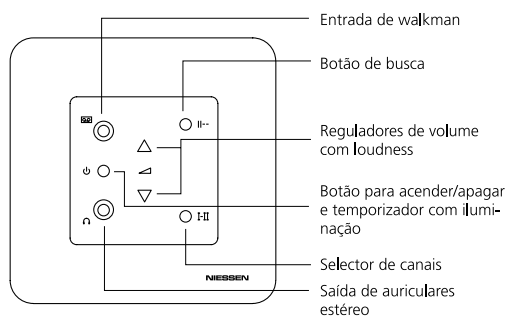 Entrada de walkman
Botão de busca
II--
Reguladores de volume
com loudness
Botão para acender/apagar
e temporizador com ilumi-
nação
I-II
Selector de canais
NIESSEN
Saída de auriculares
estéreo